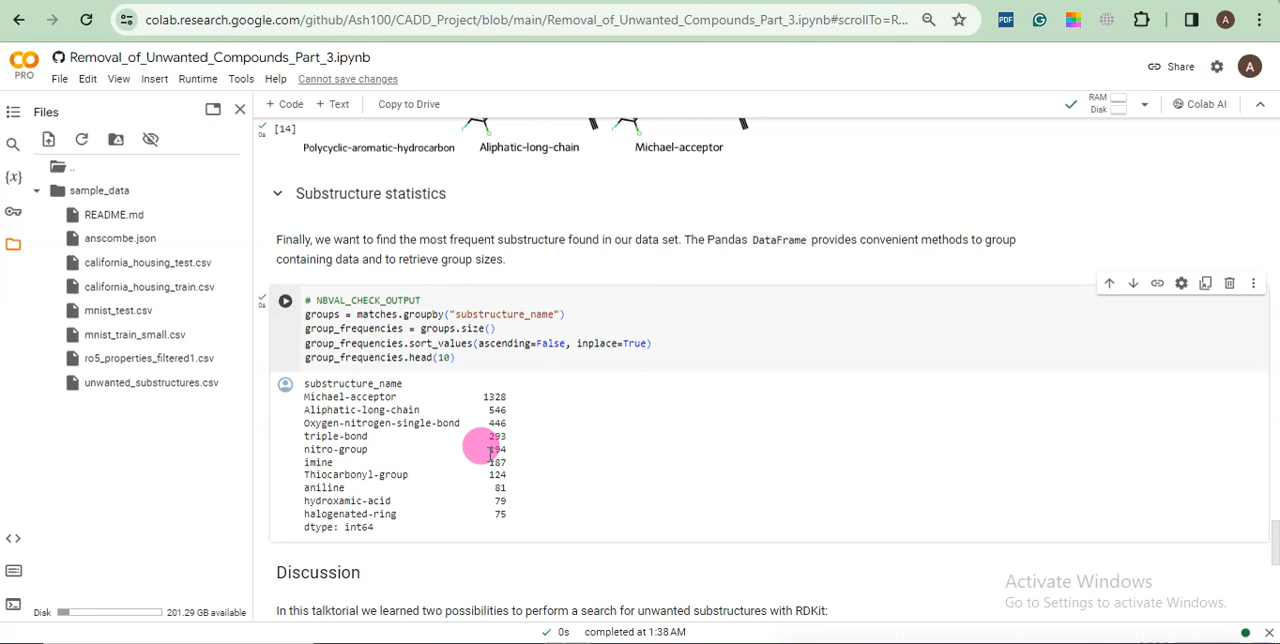 colab.research.google.com/github/Ash100/CADD_Project/blob/main/Removal_of_Unwanted_Compounds_Part_3.ipynb#scrollTo=R...
PDF
A
CO
PRO
Removal_of_Unwanted_Compounds_Part_3.ipynb
File Edit View Insert Runtime Tools Help Cannot save changes
Share
A
Files
+ Code + Text Copy to Drive
RAM
Disk
Colab AI
..
sample_data
README.md
anscombe.json
california_housing_test.csv
california_housing_train.csv
mnist_test.csv
mnist_train_small.csv
ro5_properties_filtered1.csv
unwanted_substructures.csv
Disk 201.29 GB available
{x}
0s
[14]
Polycyclic-aromatic-hydrocarbon Aliphatic-long-chain Michael-acceptor
Substructure statistics
Finally, we want to find the most frequent substructure found in our data set. The Pandas DataFrame provides convenient methods to group
containing data and to retrieve group sizes.
0s
# NBVAL_CHECK_OUTPUT
groups = matches.groupby("substructure_name")
group_frequencies = groups.size()
group_frequencies.sort_values(ascending=False, inplace=True)
group_frequencies.head(10)
substructure_name
Michael-acceptor 1328
Aliphatic-long-chain 546
Oxygen-nitrogen-single-bond 446
triple-bond 293
nitro-group 194
imine 187
Thiocarbonyl-group 124
aniline 81
hydroxamic-acid 79
halogenated-ring 75
dtype: int64
Discussion
In this talktorial we learned two possibilities to perform a search for unwanted substructures with RDKit:
Activate Windows
Go to Settings to activate Windows.
0s completed at 1:38 AM